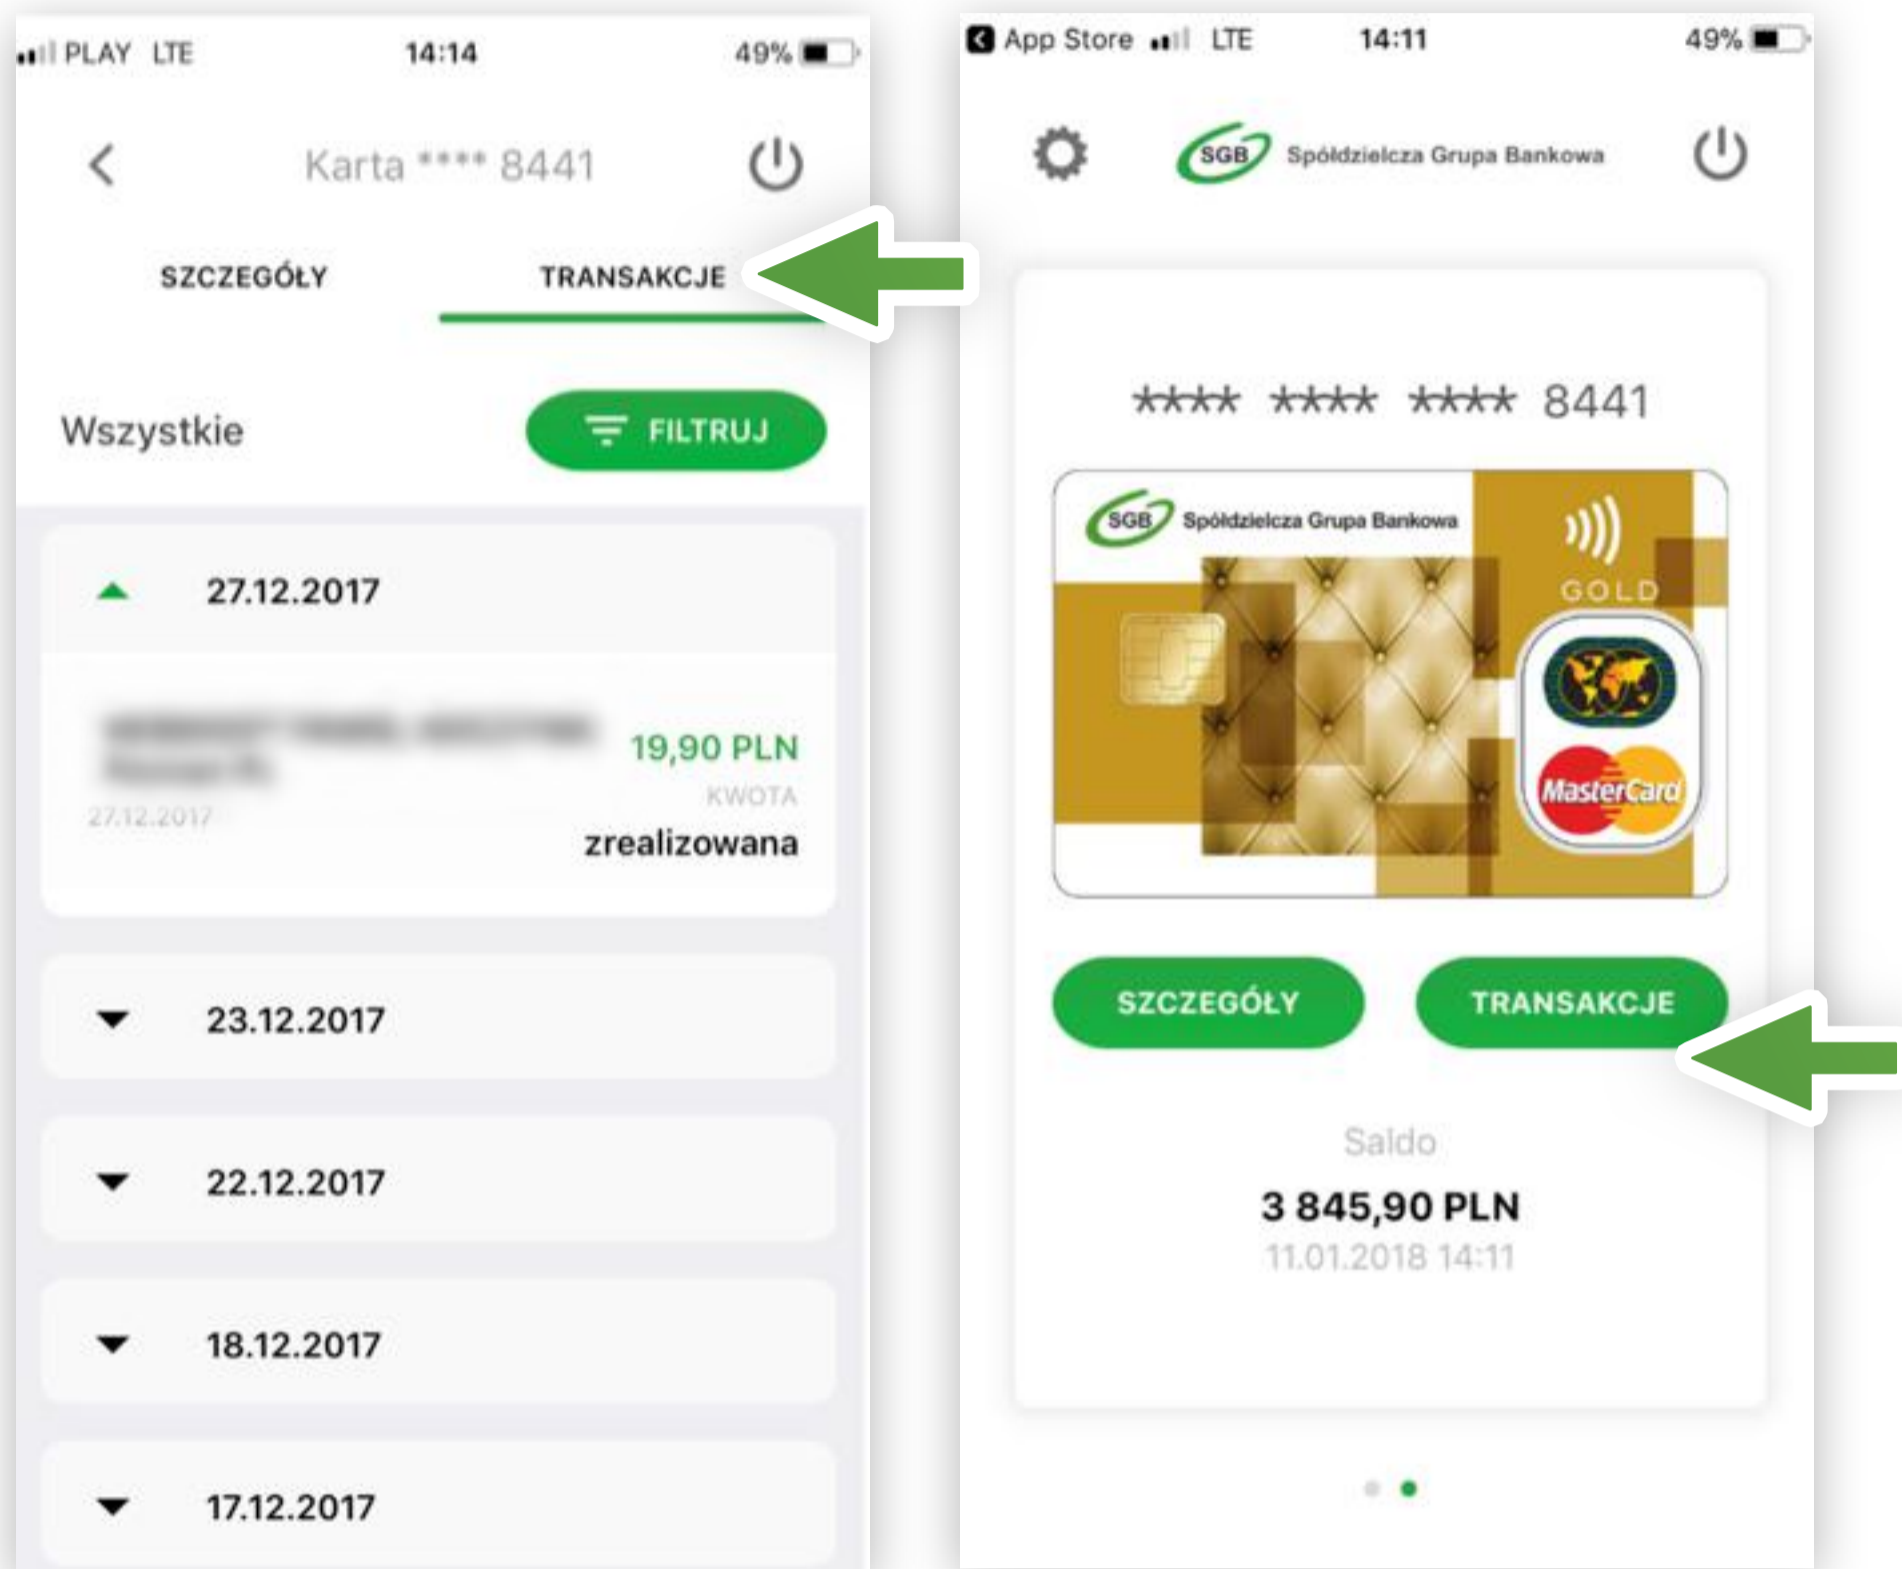 PLAY LTE 14:14 49%
Karta **** 8441
SZCZEGÓŁY TRANSAKCJE
Wszystkie FILTRUJ
27.12.2017
19,90 PLN
KWOTA
27.12.2017
zrealizowana
23.12.2017
22.12.2017
18.12.2017
17.12.2017
App Store LTE 14:11 49%
SGB Spółdzielcza Grupa Bankowa
**** **** **** 8441
SGB Spółdzielcza Grupa Bankowa
GOLD
MasterCard
SZCZEGÓŁY TRANSAKCJE
Saldo
3 845,90 PLN
11.01.2018 14:11